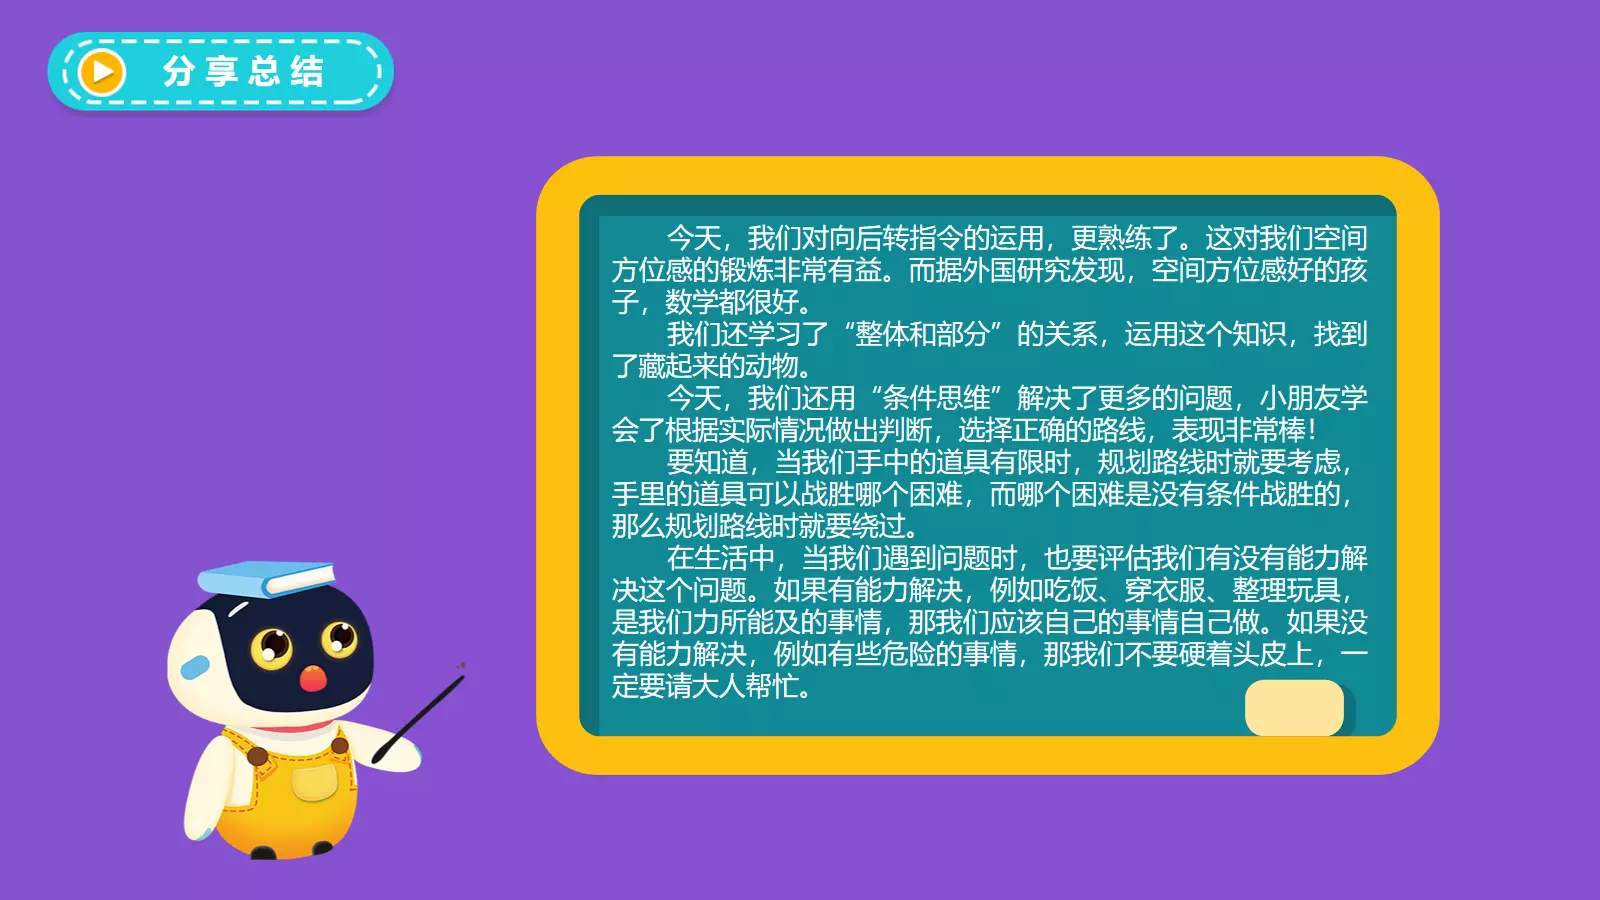 分享总结
今天，我们对向后转指令的运用，更熟练了。这对我们空间
方位感的锻炼非常有益。而据外国研究发现，空间方位感好的孩
子，数学都很好。
我们还学习了“整体和部分”的关系，运用这个知识，找到
了藏起来的动物。
今天，我们还用“条件思维”解决了更多的问题，小朋友学
会了根据实际情况做出判断，选择正确的路线，表现非常棒！
要知道，当我们手中的道具有限时，规划路线时就要考虑，
手里的道具可以战胜哪个困难，而哪个困难是没有条件战胜的，
那么规划路线时就要绕过。
在生活中，当我们遇到问题时，也要评估我们有没有能力解
决这个问题。如果有能力解决，例如吃饭、穿衣服、整理玩具，
是我们力所能及的事情，那我们应该自己的事情自己做。如果没
有能力解决，例如有些危险的事情，那我们不要硬着头皮上，一
定要请大人帮忙。